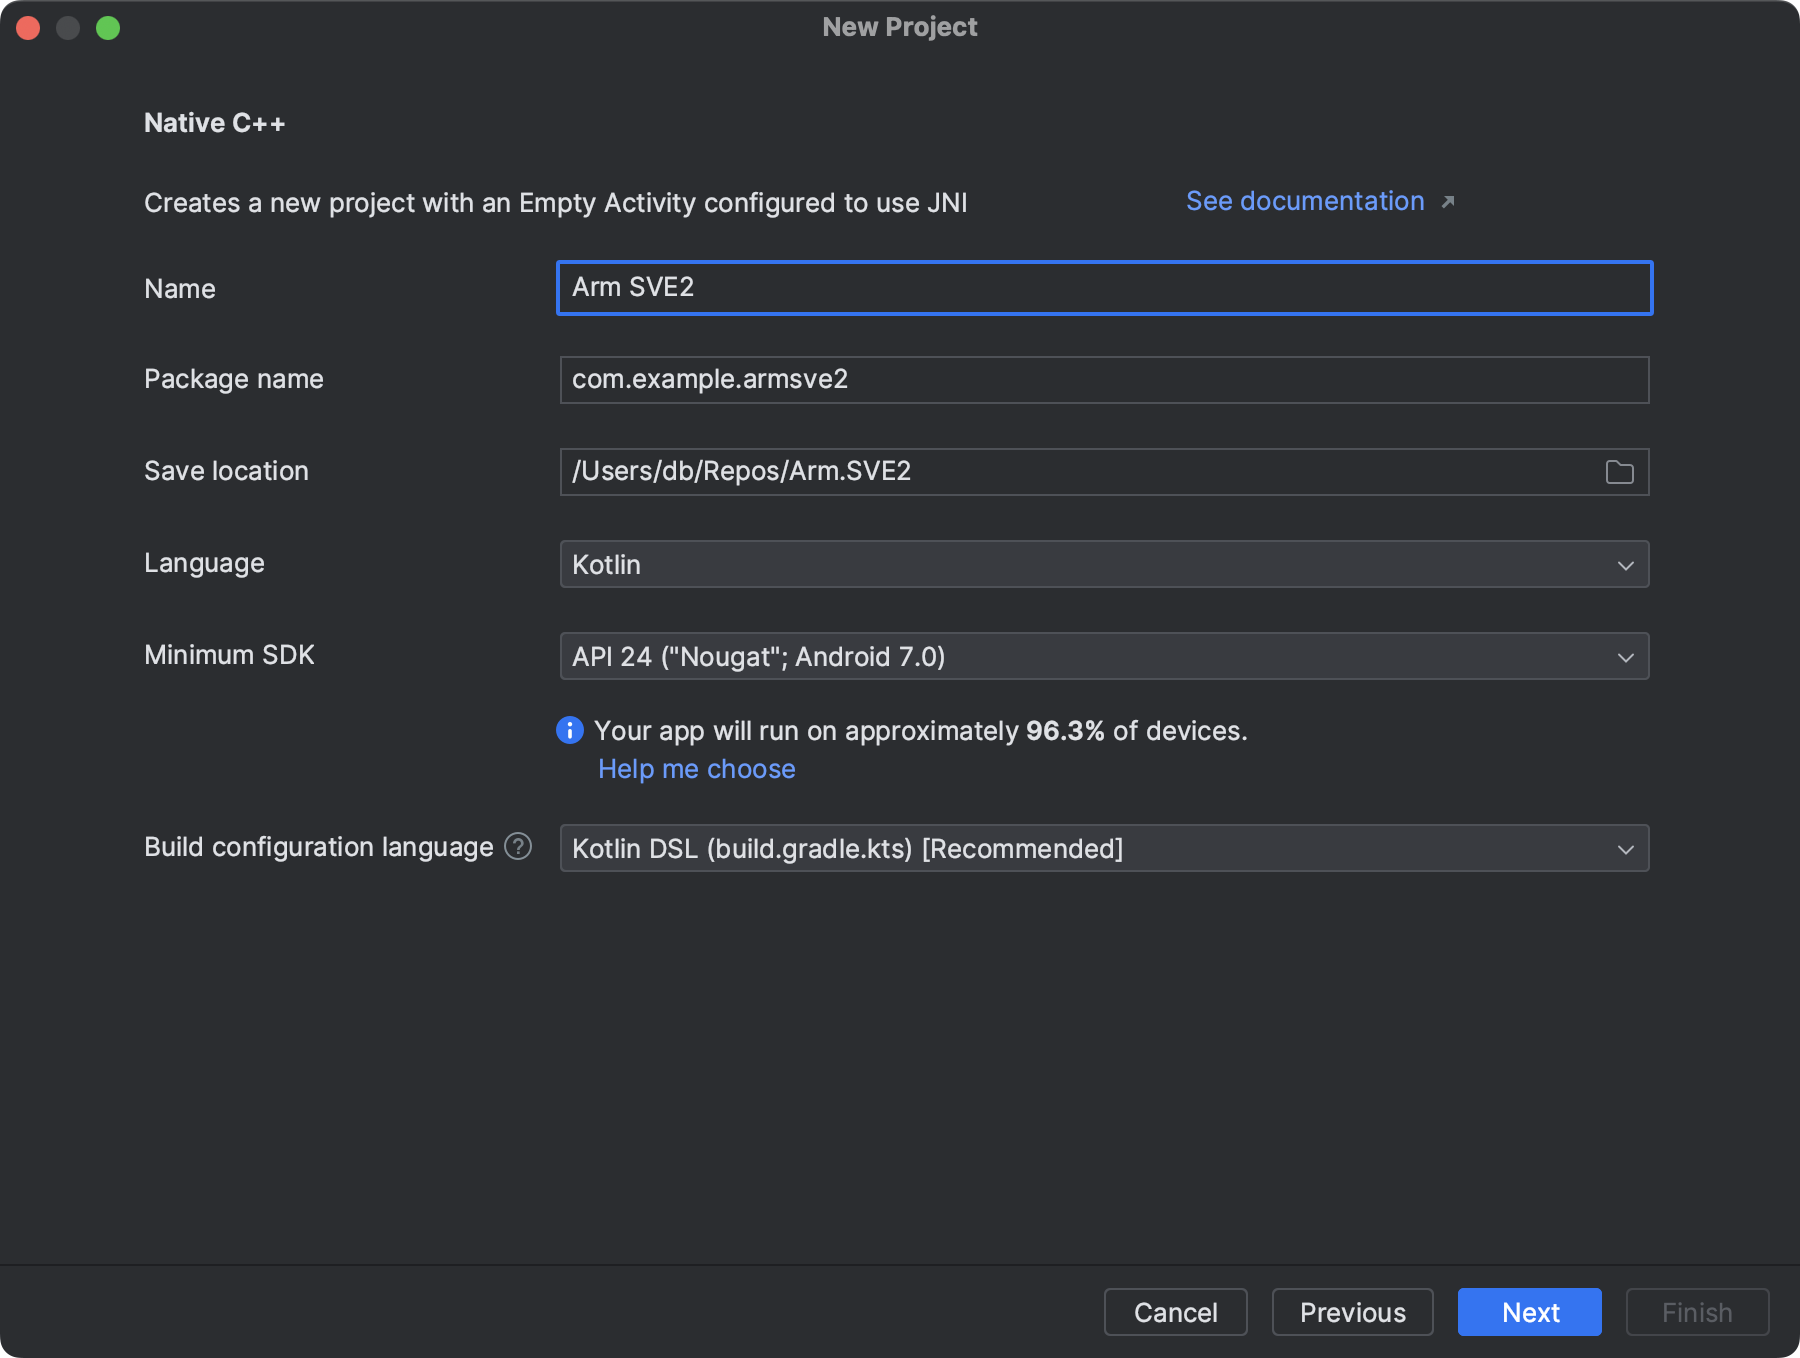 New Project
Native C++
Creates a new project with an Empty Activity configured to use JNI See documentation
Name Arm SVE2
Package name com.example.armsve2
Save location /Users/db/Repos/Arm.SVE2
Language Kotlin
Minimum SDK API 24 ("Nougat"; Android 7.0)
Your app will run on approximately 96.3% of devices.
Help me choose
Build configuration language ? Kotlin DSL (build.gradle.kts) [Recommended]
Cancel Previous Next Finish